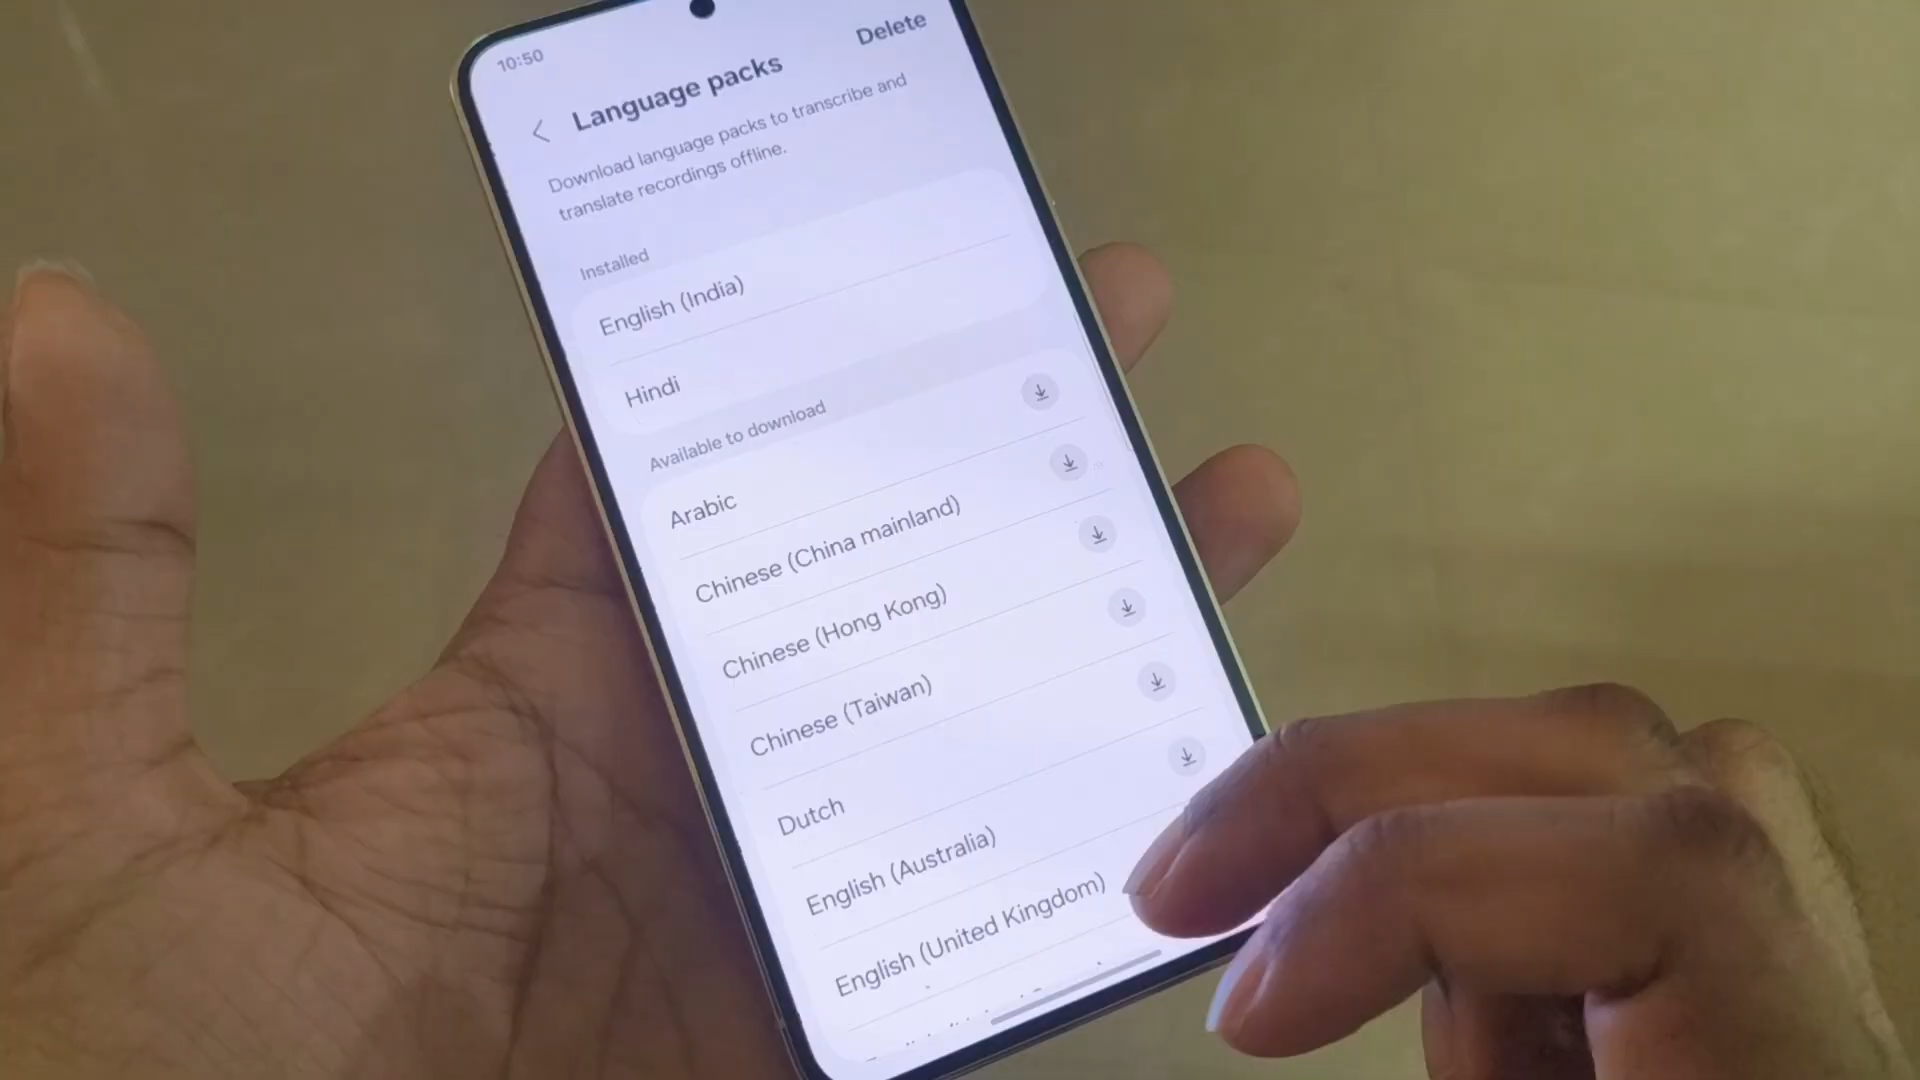 10:50
Delete
Language packs
Download language packs to transcribe and
translate recordings offline.
Installed
English (India)
Hindi
Available to download
Arabic
Chinese (China mainland)
Chinese (Hong Kong)
Chinese (Taiwan)
Dutch
English (Australia)
English (United Kingdom)